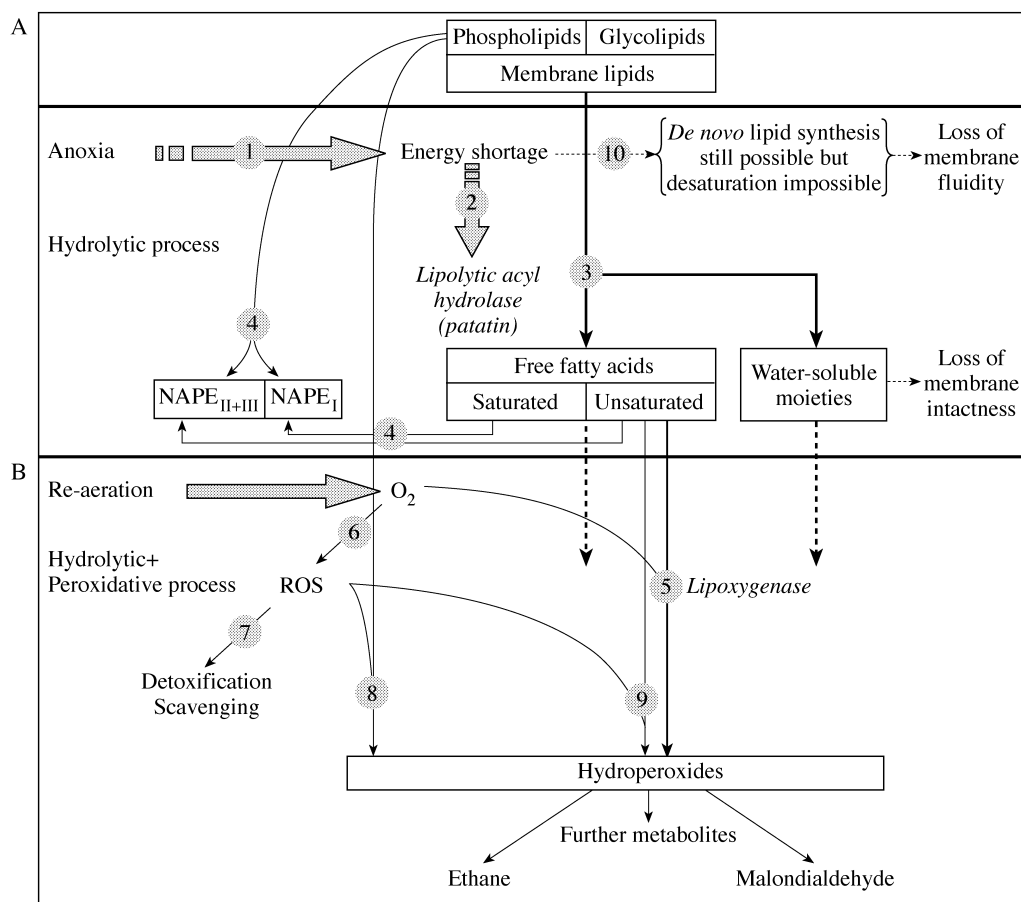 A
Phospholipids
Glycolipids
Membrane lipids
Anoxia
1
Energy shortage
10
De novo lipid synthesis
still possible but
desaturation impossible
Loss of
membrane
fluidity
2
Hydrolytic process
3
Lipolytic acyl
hydrolase
(patatin)
4
Free fatty acids
Saturated
Unsaturated
Water-soluble
moieties
Loss of
membrane
intactness
NAPE II+III
NAPE I
4
B
Re-aeration
O2
6
Hydrolytic+
Peroxidative process
ROS
5
Lipoxygenase
7
Detoxification
Scavenging
8
9
Hydroperoxides
Further metabolites
Ethane
Malondialdehyde